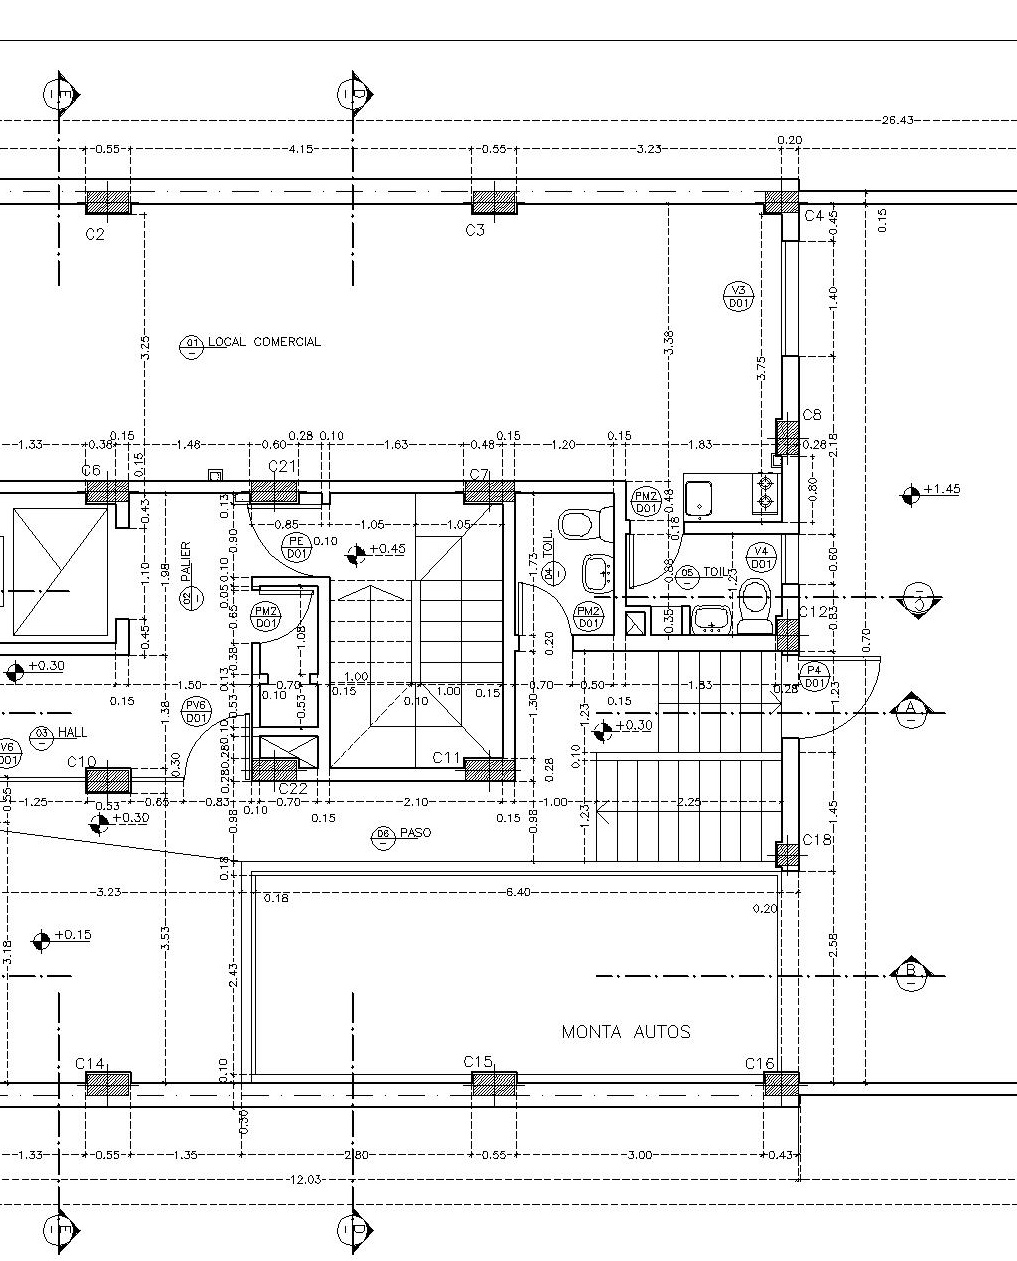 E D
26.43
0.55 4.15 0.55 3.23 0.20
C2 C3 C4
0.45
0.15
V3
D01
1.40
01 LOCAL COMERCIAL
3.25 3.38 3.75
C8
1.33 0.38 0.15 1.48 0.60 0.28 0.10 1.63 0.48 0.15 1.20 0.15 1.83 0.28
2.18
0.15
C6 C21 C7
0.43 0.13 0.48 0.80
PM2
D01
+1.45
0.85 1.05 1.05
0.18
0.90
PE
D01
0.10
+0.45
02 PALIER
04 TOIL.
1.73
05 TOIL.
1.23
V4
D01
0.60
1.10 1.98 0.10 0.88
0.05
PM2
D01
PM2
D01
C
0.65 1.08 0.35
C12
0.83
0.45 0.38 0.20
0.70
+0.30
0.13
1.50 0.70 1.00 1.00 0.70 0.50 1.83 0.28
P4
D01
1.23
0.15 0.10 0.15 0.10 0.15 0.15
0.53 0.53 1.30 1.23
1.38
PV6
D01
A
03 HALL
+0.30
V6
D01
0.10
0.28
0.10
C10 C11
0.30 0.28 0.28
C22
0.55
1.25 0.53 0.65 0.83 0.70 2.10 1.00 2.25
0.10 0.15 0.15
+0.30
0.98 0.98 1.23 1.45
06 PASO
C18
0.18
3.23 6.40
0.18 0.20
+0.15
3.18 3.53 2.43 2.58
B
MONTA AUTOS
C14 C15 C16
0.10
0.30
1.33 0.55 1.35 2.80 0.55 3.00 0.43
12.03
E D